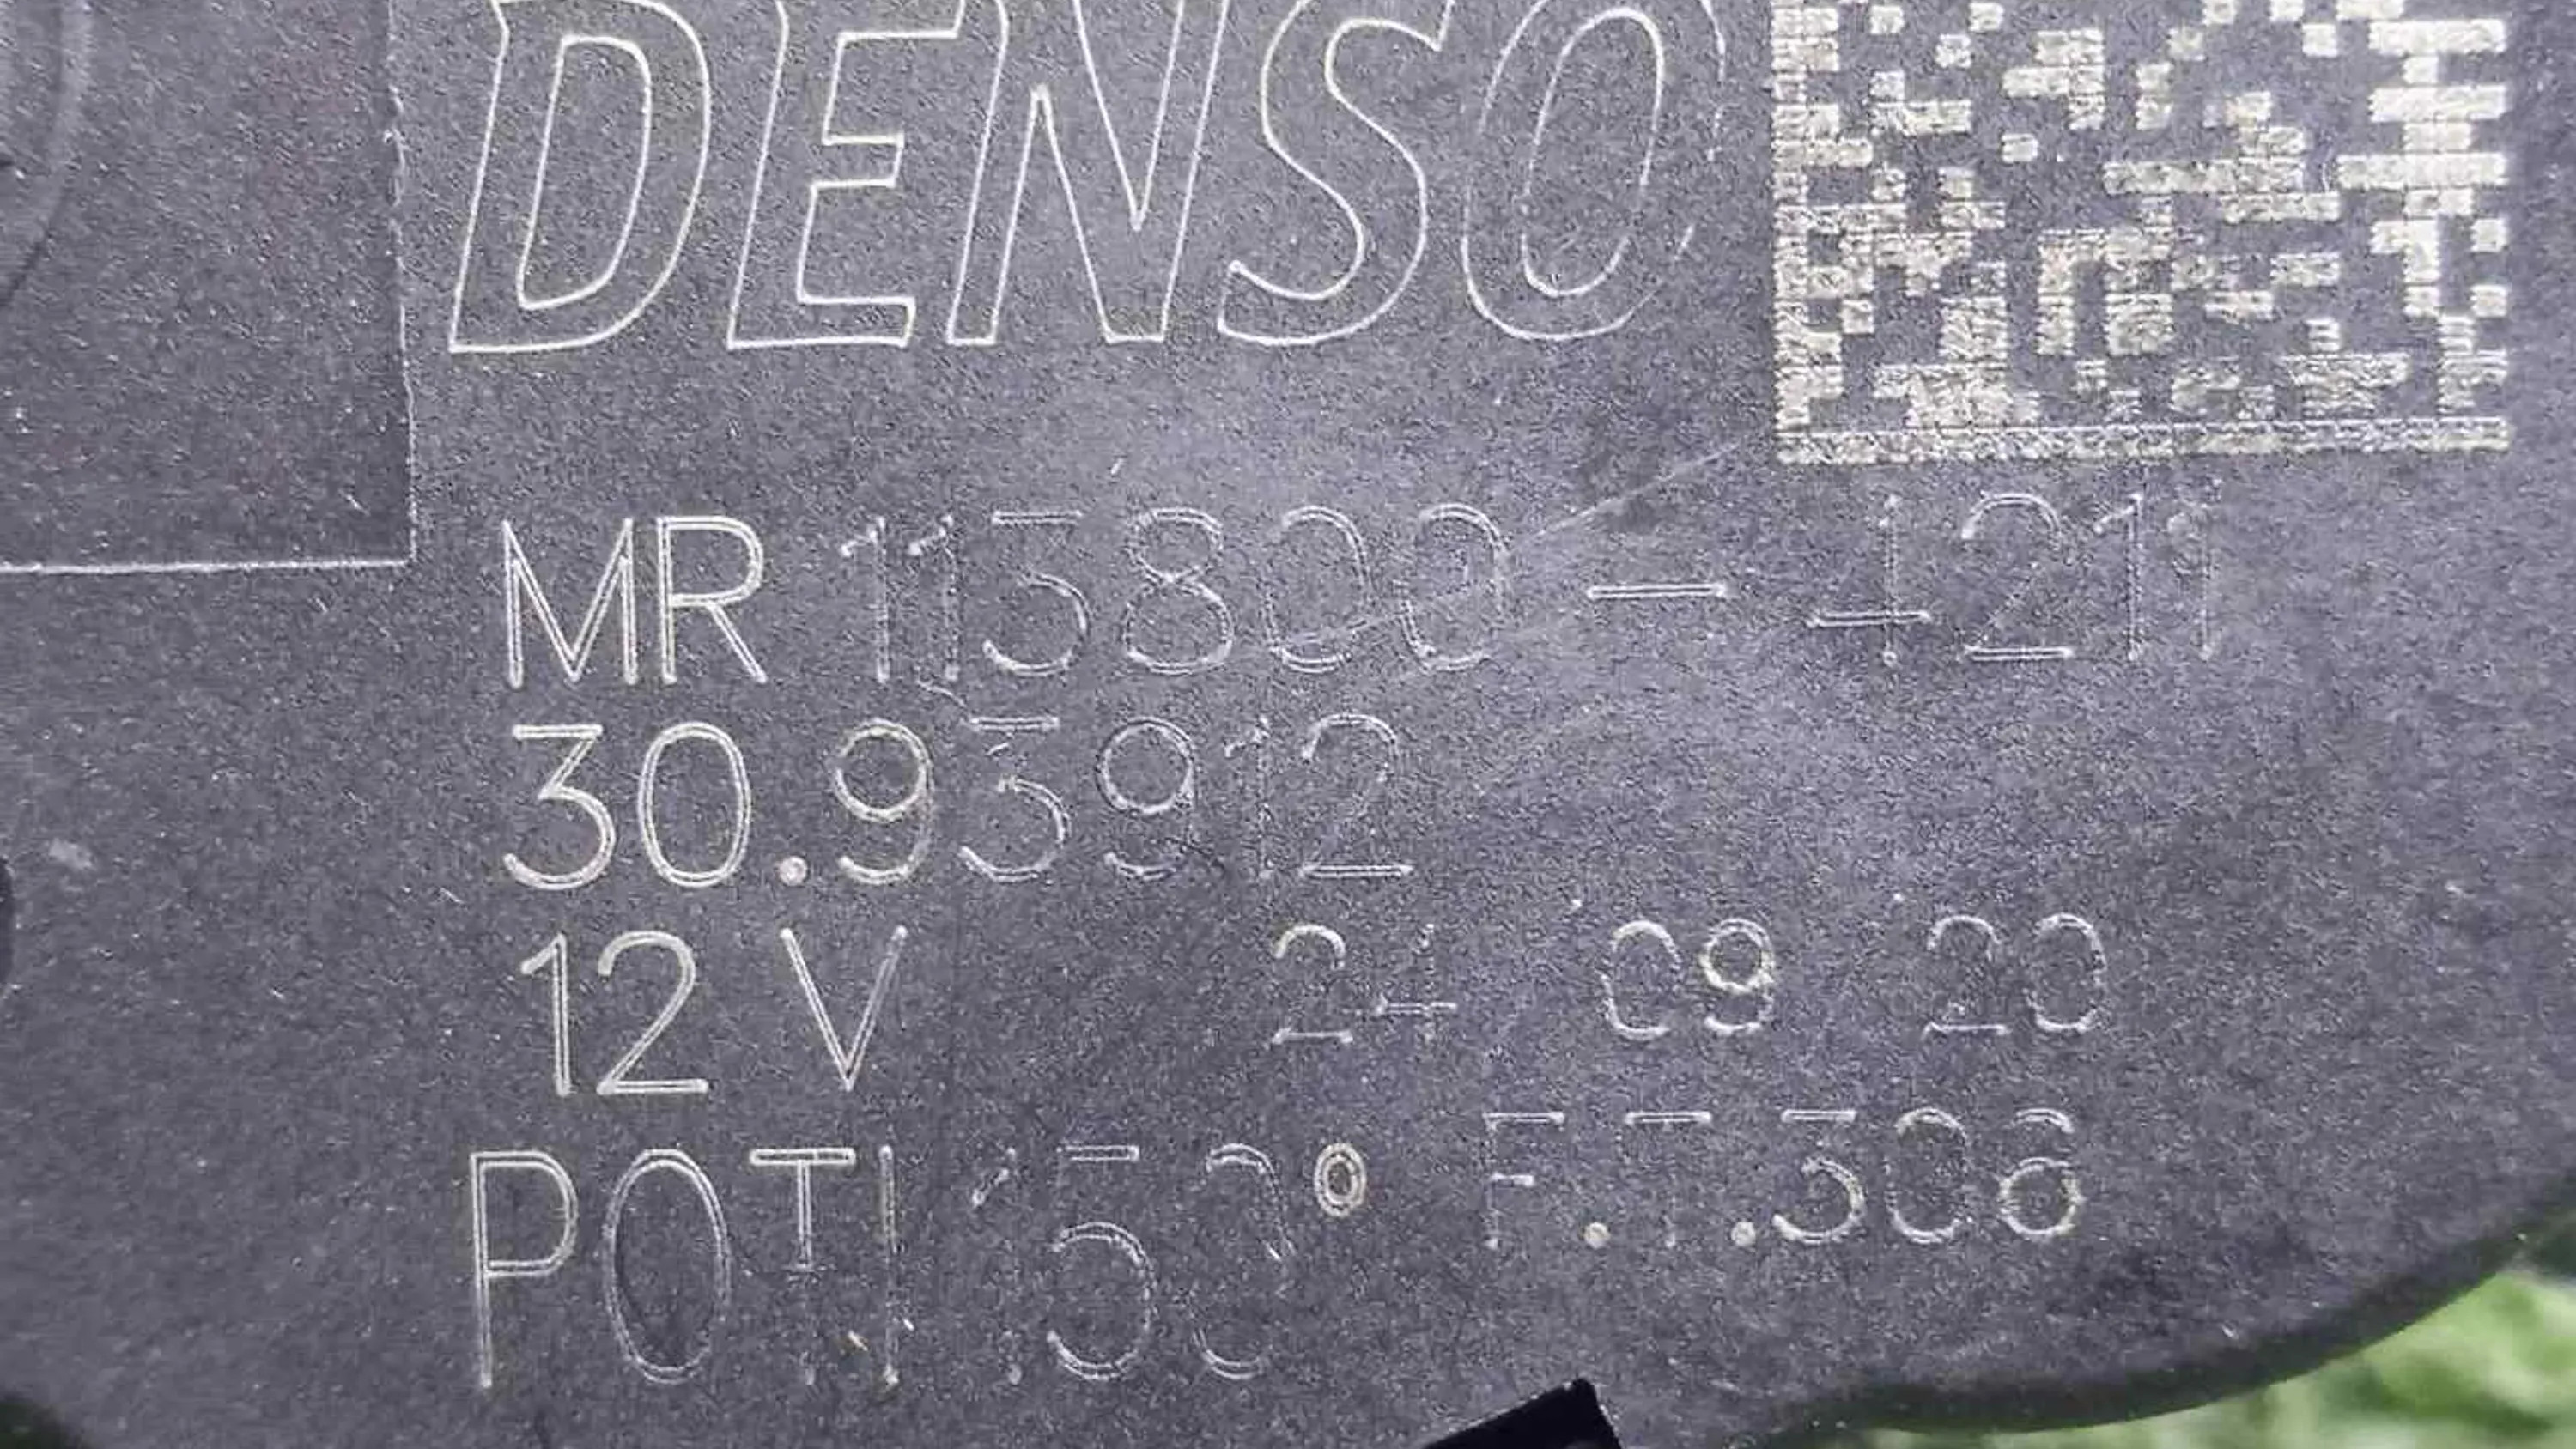 DENSO
MR 113800 - 4211
30.93912
12 V 24 09 20
POTI 150° F.T.306